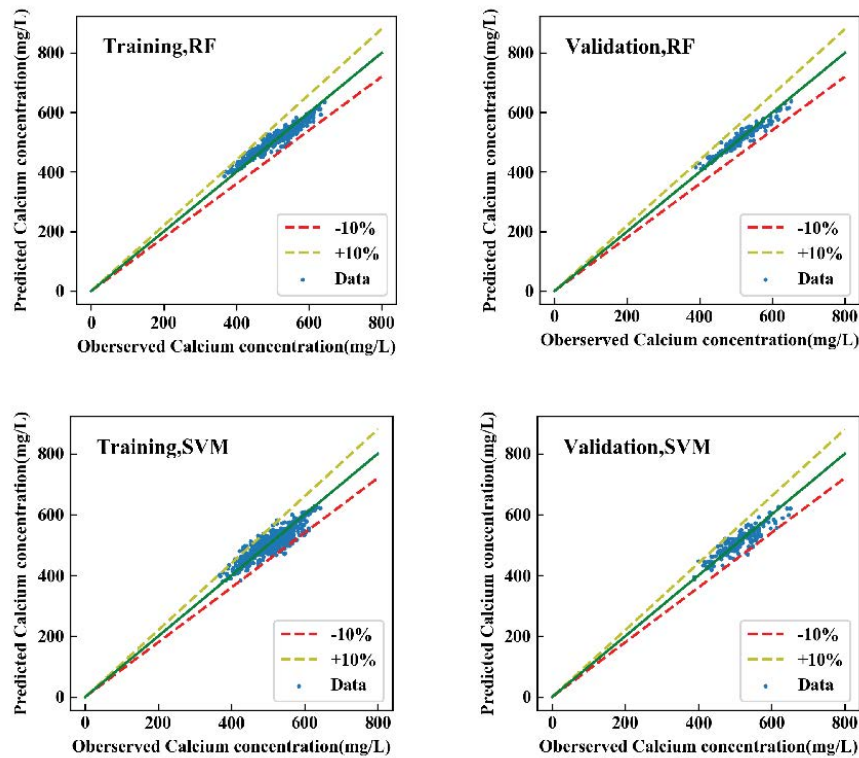 Training,RF
Predicted Calcium concentration(mg/L)
800
600
400
200
0
-10%
+10%
Data
0 200 400 600 800
Oberserved Calcium concentration(mg/L)
Validation,RF
Predicted Calcium concentration(mg/L)
800
600
400
200
0
-10%
+10%
Data
0 200 400 600 800
Oberserved Calcium concentration(mg/L)
Training,SVM
Predicted Calcium concentration(mg/L)
800
600
400
200
0
-10%
+10%
Data
0 200 400 600 800
Oberserved Calcium concentration(mg/L)
Validation,SVM
Predicted Calcium concentration(mg/L)
800
600
400
200
0
-10%
+10%
Data
0 200 400 600 800
Oberserved Calcium concentration(mg/L)